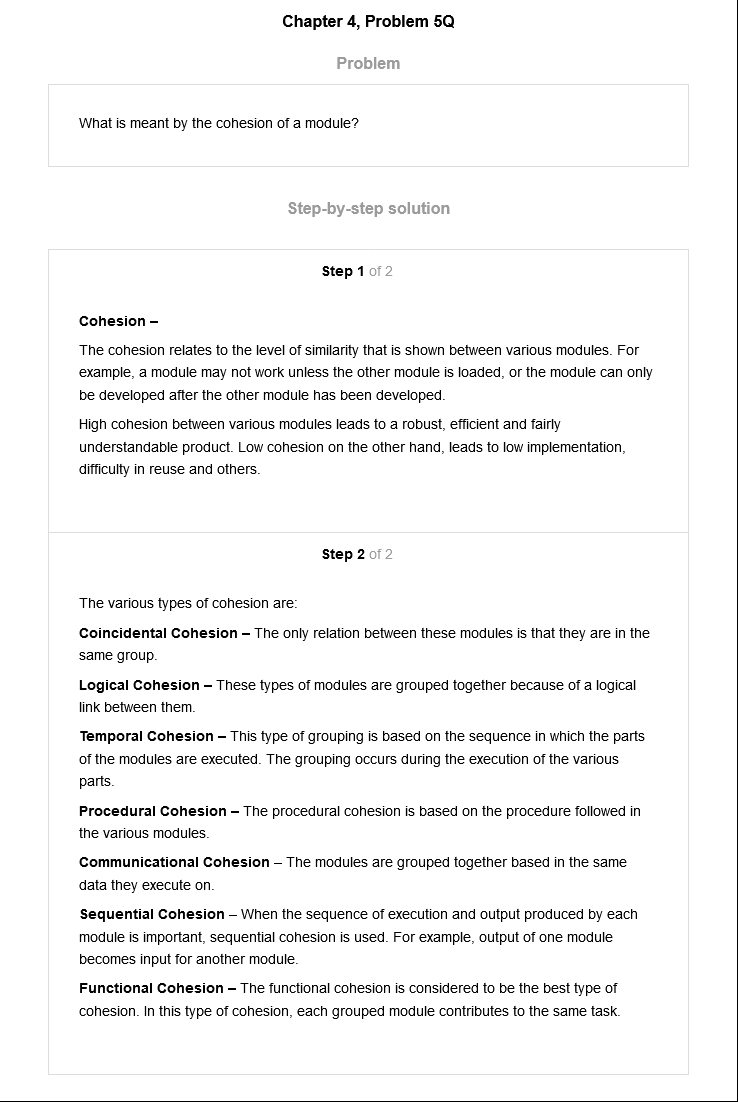 Chapter 4, Problem 5Q
Problem
What is meant by the cohesion of a module?
Step-by-step solution
Step 1 of 2
Cohesion –
The cohesion relates to the level of similarity that is shown between various modules. For
example, a module may not work unless the other module is loaded, or the module can only
be developed after the other module has been developed.
High cohesion between various modules leads to a robust, efficient and fairly
understandable product. Low cohesion on the other hand, leads to low implementation,
difficulty in reuse and others.
Step 2 of 2
The various types of cohesion are:
Coincidental Cohesion – The only relation between these modules is that they are in the
same group.
Logical Cohesion – These types of modules are grouped together because of a logical
link between them.
Temporal Cohesion – This type of grouping is based on the sequence in which the parts
of the modules are executed. The grouping occurs during the execution of the various
parts.
Procedural Cohesion – The procedural cohesion is based on the procedure followed in
the various modules.
Communicational Cohesion – The modules are grouped together based in the same
data they execute on.
Sequential Cohesion – When the sequence of execution and output produced by each
module is important, sequential cohesion is used. For example, output of one module
becomes input for another module.
Functional Cohesion – The functional cohesion is considered to be the best type of
cohesion. In this type of cohesion, each grouped module contributes to the same task.